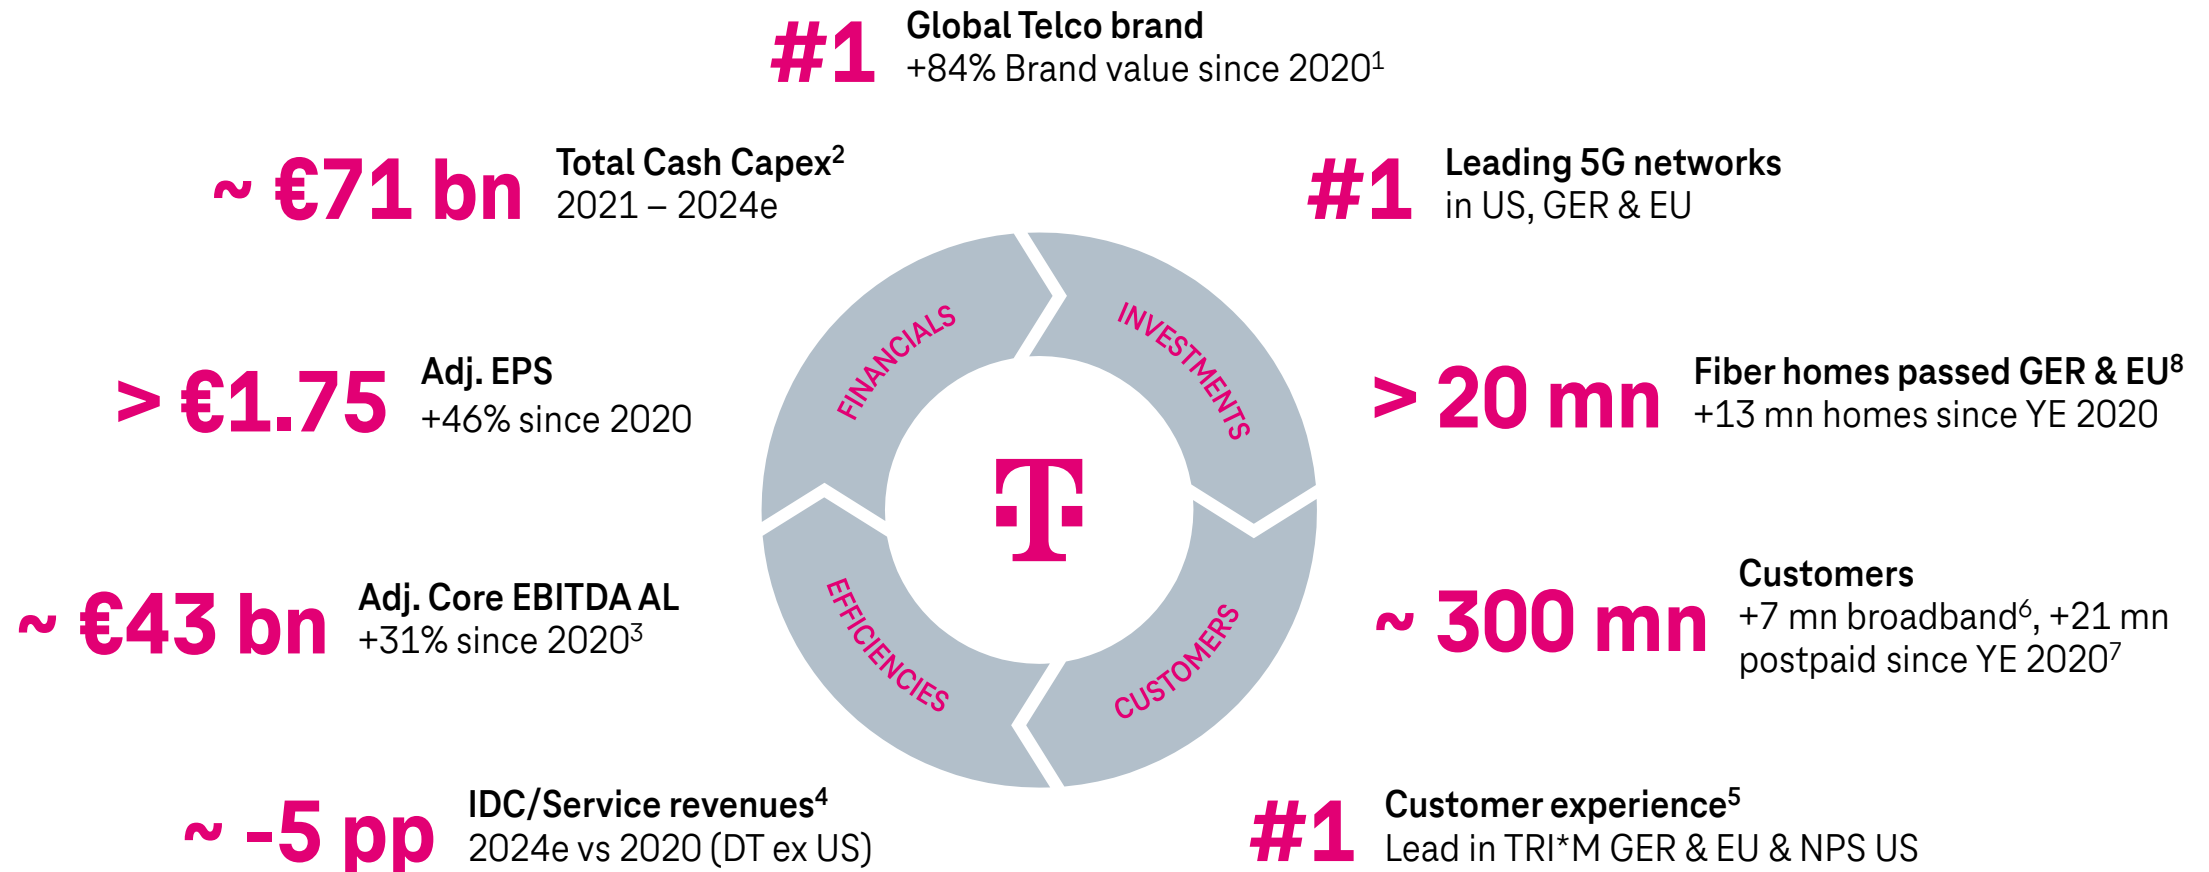 #1
Global Telco brand
+84% Brand value since 2020¹
~ €71 bn
Total Cash Capex²
2021 – 2024e
#1
Leading 5G networks
in US, GER & EU
> €1.75
Adj. EPS
+46% since 2020
FINANCIALS
INVESTMENTS
> 20 mn
Fiber homes passed GER & EU⁸
+13 mn homes since YE 2020
T
~ €43 bn
Adj. Core EBITDA AL
+31% since 2020³
EFFICIENCIES
CUSTOMERS
~ 300 mn
Customers
+7 mn broadband⁶, +21 mn
postpaid since YE 2020⁷
~ -5 pp
IDC/Service revenues⁴
2024e vs 2020 (DT ex US)
#1
Customer experience⁵
Lead in TRI*M GER & EU & NPS US